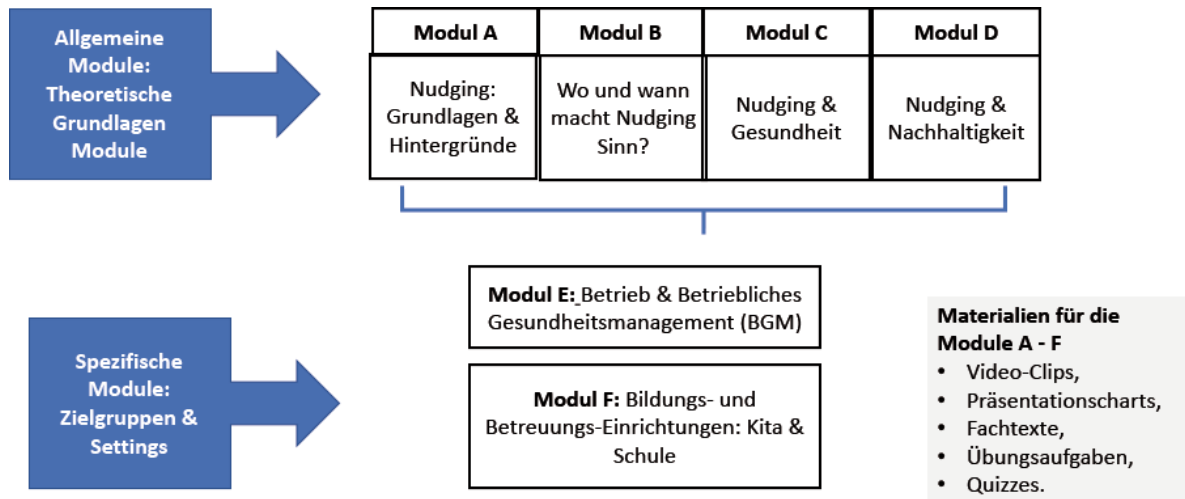 Allgemeine
Module:
Theoretische
Grundlagen
Module
Modul A
Modul B
Modul C
Modul D
Nudging:
Grundlagen &
Hintergründe
Wo und wann
macht Nudging
Sinn?
Nudging &
Gesundheit
Nudging &
Nachhaltigkeit
Spezifische
Module:
Zielgruppen &
Settings
Modul E: Betrieb & Betriebliches
Gesundheitsmanagement (BGM)
Modul F: Bildungs- und
Betreuungs-Einrichtungen: Kita &
Schule
Materialien für die
Module A - F
• Video-Clips,
• Präsentationscharts,
• Fachtexte,
• Übungsaufgaben,
• Quizzes.